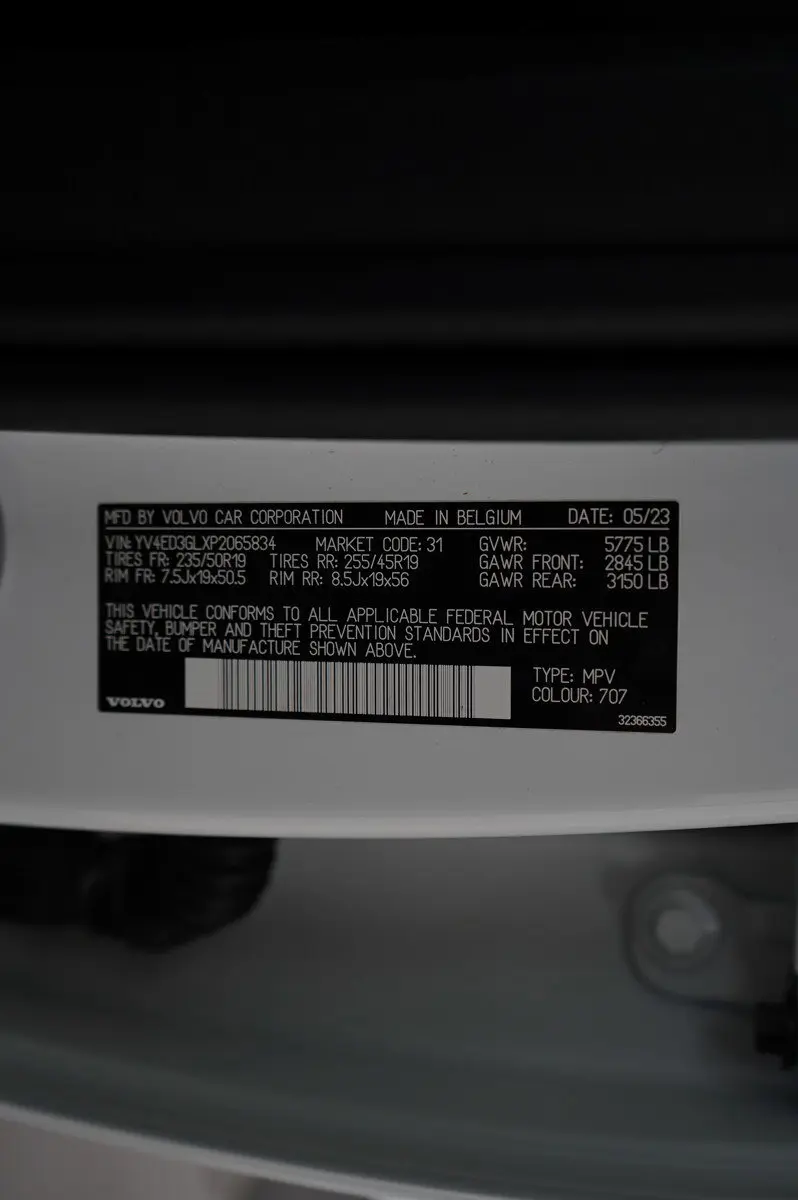 MFD BY VOLVO CAR CORPORATION MADE IN BELGIUM DATE: 05/23
VIN: YV4ED3GLXP2065834 MARKET CODE: 31 GVWR: 5775 LB
TIRES FR: 235/50R19 TIRES RR: 255/45R19 GAWR FRONT: 2845 LB
RIM FR: 7.5Jx19x50.5 RIM RR: 8.5Jx19x56 GAWR REAR: 3150 LB
THIS VEHICLE CONFORMS TO ALL APPLICABLE FEDERAL MOTOR VEHICLE
SAFETY, BUMPER AND THEFT PREVENTION STANDARDS IN EFFECT ON
THE DATE OF MANUFACTURE SHOWN ABOVE.
TYPE: MPV
COLOUR: 707
VOLVO
32366355